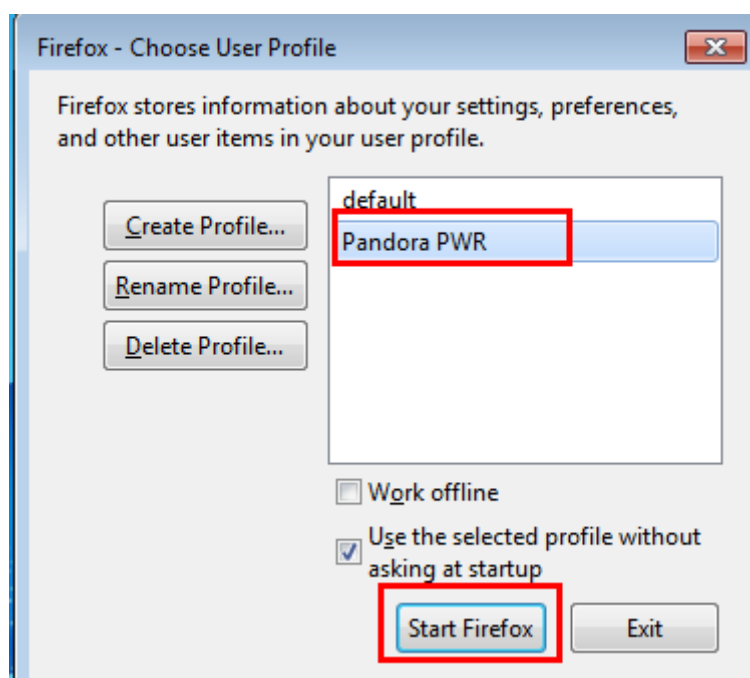 Firefox - Choose User Profile
Firefox stores information about your settings, preferences,
and other user items in your user profile.
Create Profile...
Rename Profile...
Delete Profile...
default
Pandora PWR
Work offline
Use the selected profile without
asking at startup
Start Firefox
Exit